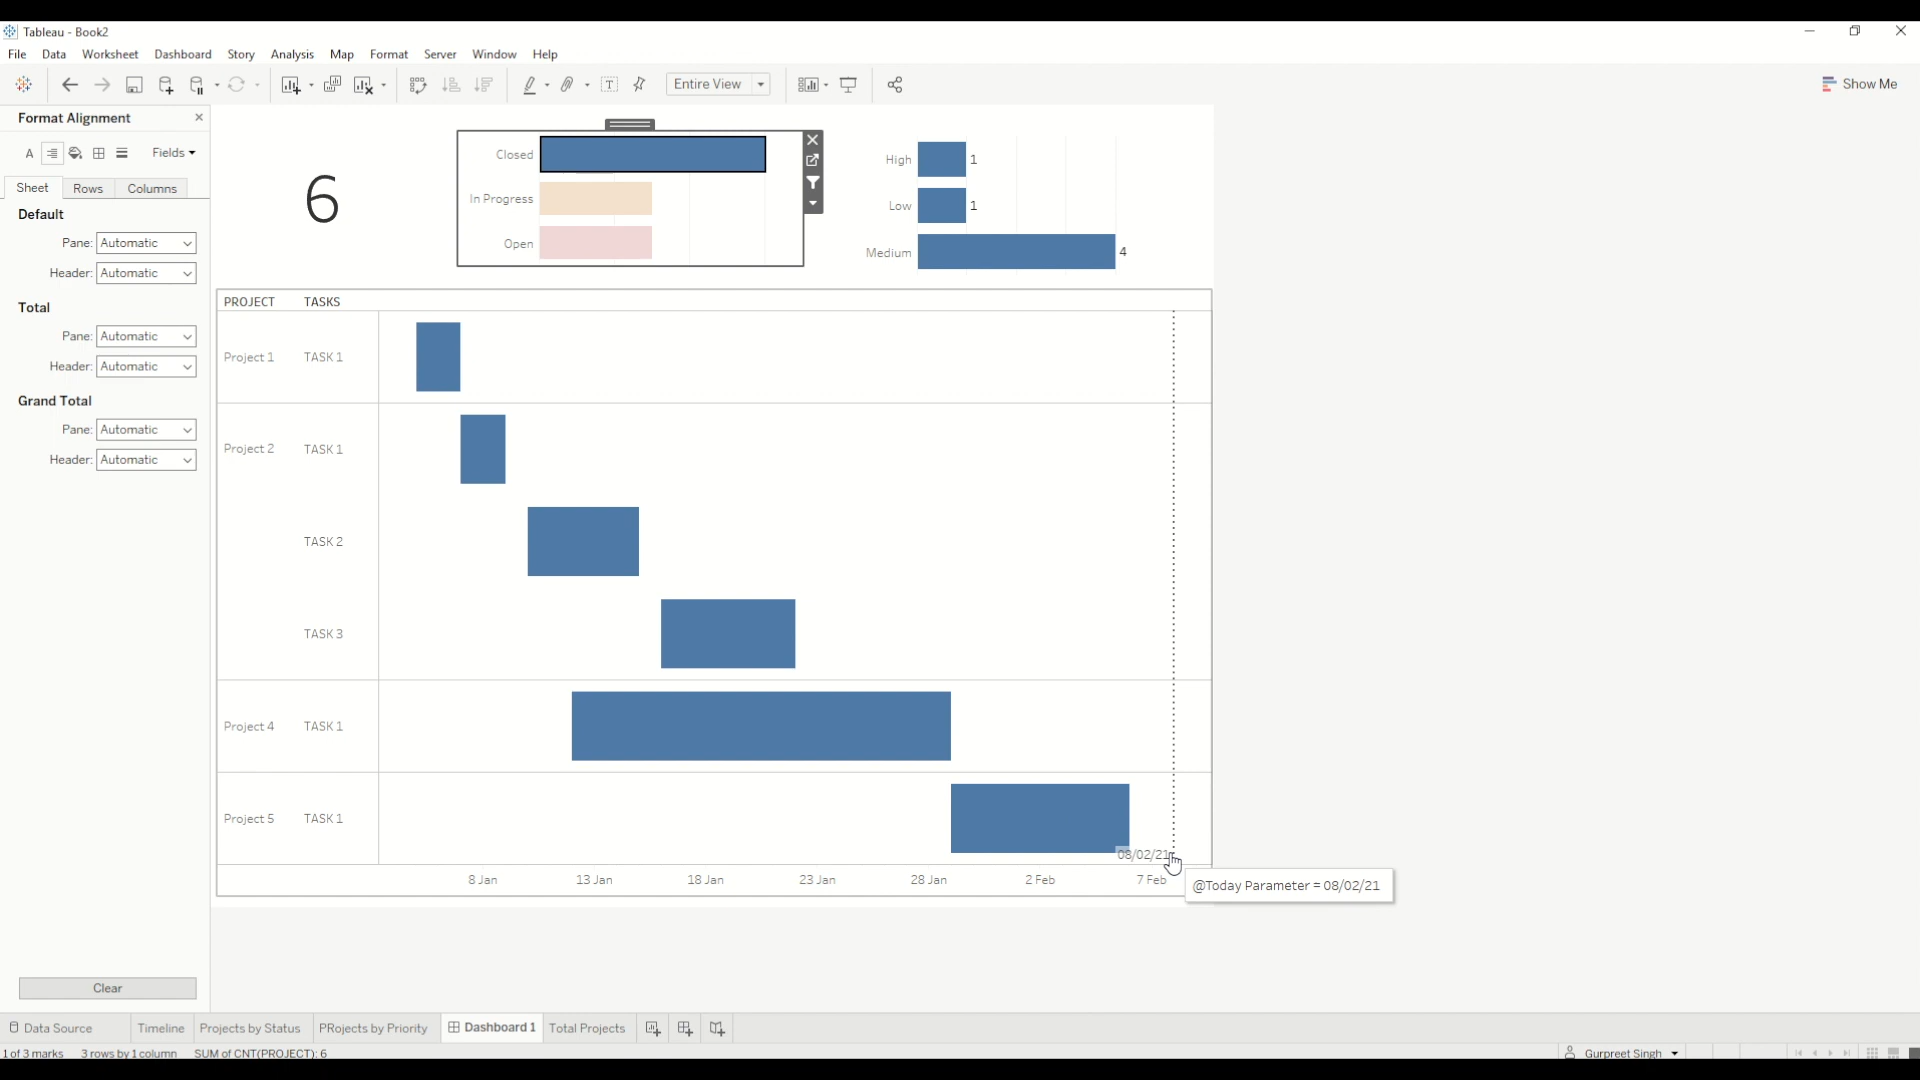 Tableau - Book2
File Data Worksheet Dashboard Story Analysis Map Format Server Window Help
Entire View
Show Me
Format Alignment
A Fields
Sheet Rows Columns
Default
Pane: Automatic
Header: Automatic
Total
Pane: Automatic
Header: Automatic
Grand Total
Pane: Automatic
Header: Automatic
Clear
6
Closed
In Progress
Open
High 1
Low 1
Medium 4
PROJECT TASKS
Project 1 TASK 1
Project 2 TASK 1
TASK 2
TASK 3
Project 4 TASK 1
Project 5 TASK 1
08/02/21
8 Jan 13 Jan 18 Jan 23 Jan 28 Jan 2 Feb 7 Feb
@Today Parameter = 08/02/21
Data Source Timeline Projects by Status PRojects by Priority Dashboard 1 Total Projects
1 of 3 marks 3 rows by 1 column SUM of CNT(PROJECT): 6 Gurpreet Singh